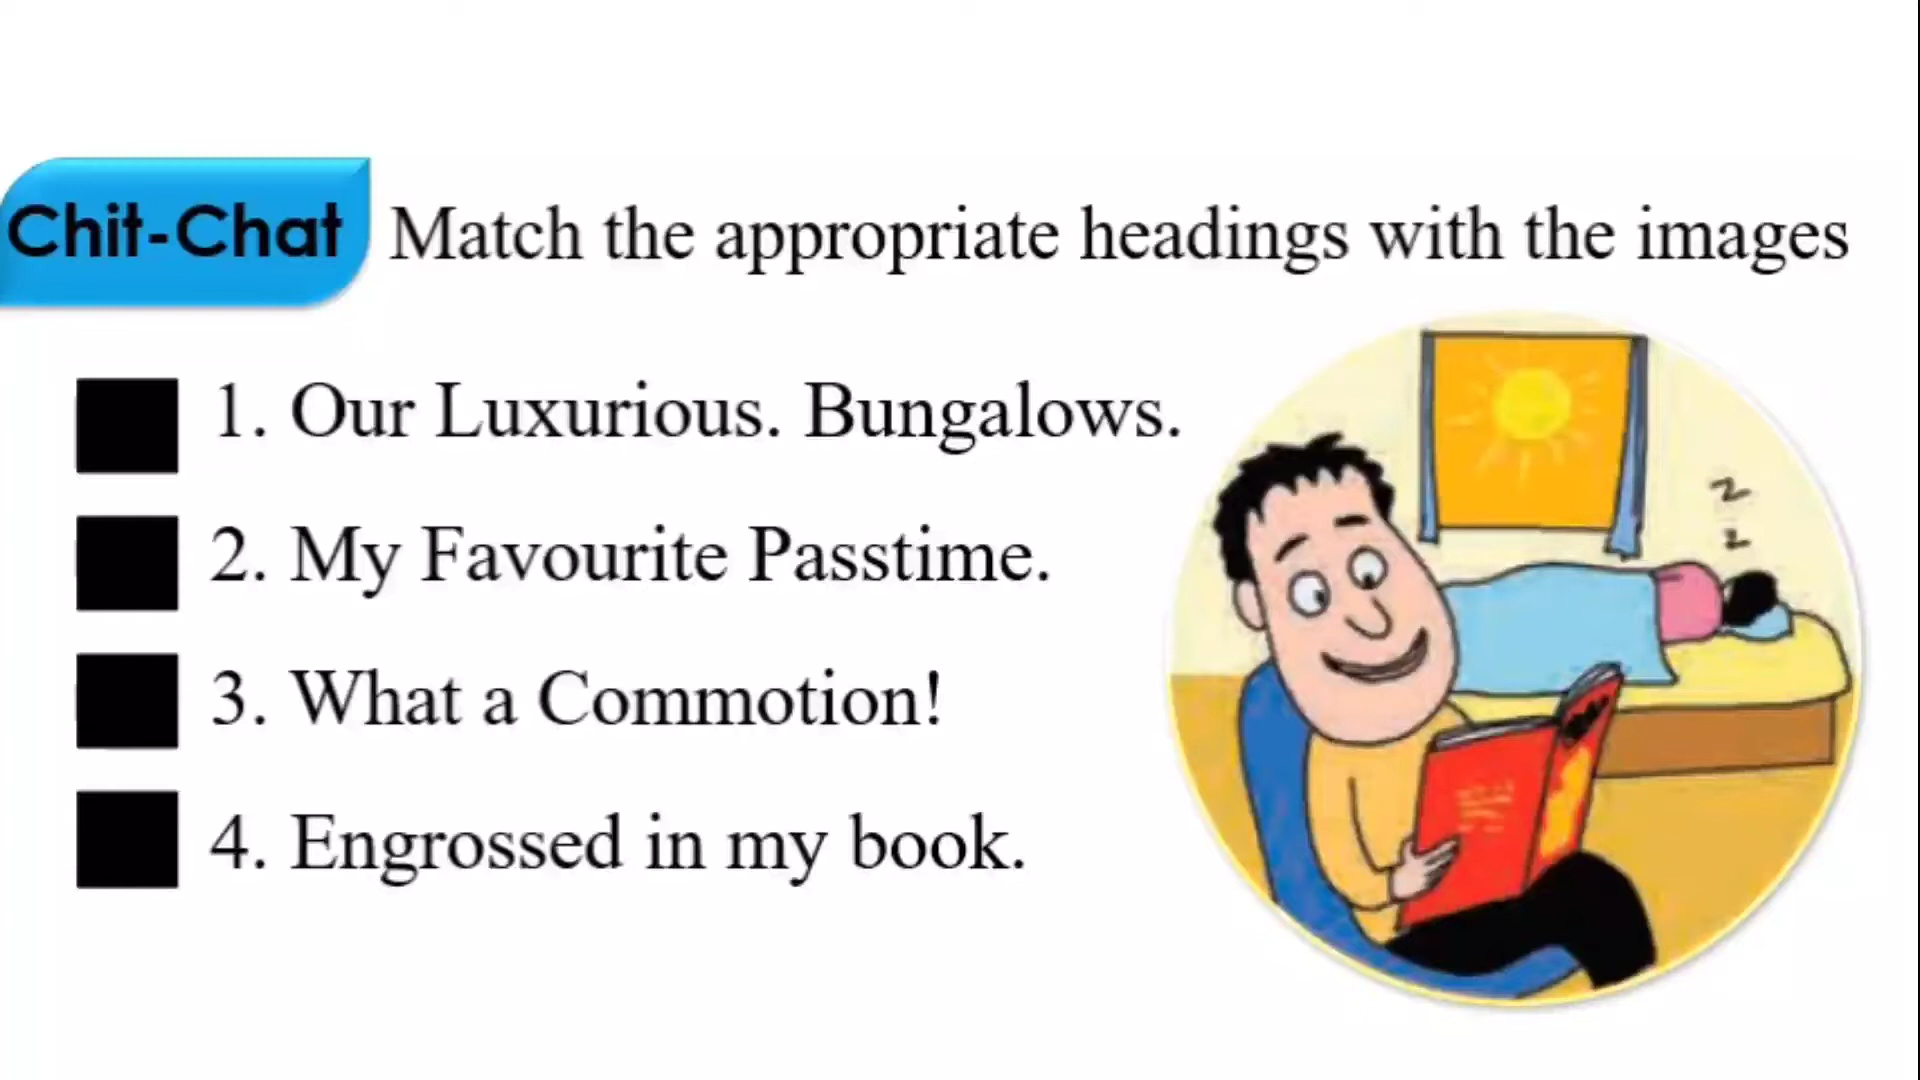 Chit-Chat Match the appropriate headings with the images
1. Our Luxurious. Bungalows.
2. My Favourite Passtime.
3. What a Commotion!
4. Engrossed in my book.
z
z